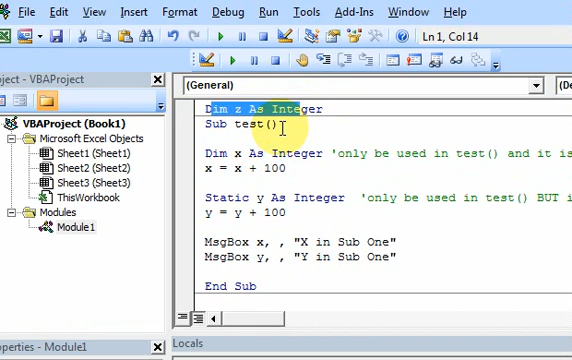 File Edit View Insert Format Debug Run Tools Add-Ins Window Help
Ln 1, Col 14
oject - VBAProject
(General)
(De
VBAProject (Book1)
Microsoft Excel Objects
Sheet1 (Sheet1)
Sheet2 (Sheet2)
Sheet3 (Sheet3)
ThisWorkbook
Modules
Module1
Dim z As Integer
Sub test()
Dim x As Integer 'only be used in test() and it is
x = x + 100
Static y As Integer 'only be used in test() BUT i
y = y + 100
MsgBox x, , "X in Sub One"
MsgBox y, , "Y in Sub One"
End Sub
operties - Module1
Locals